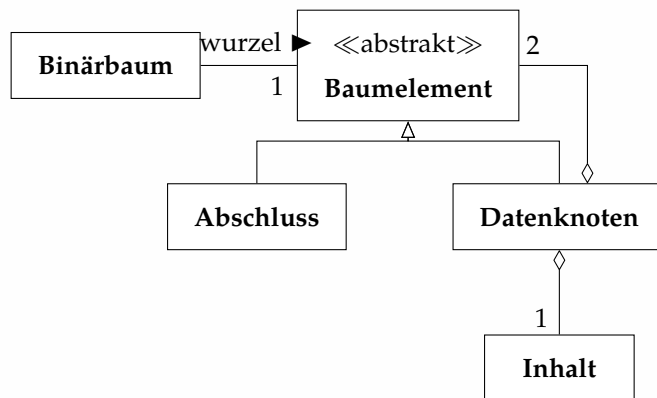 wurzel ►
≪abstrakt≫
2
Binärbaum
1
Baumelement
Abschluss
Datenknoten
1
Inhalt